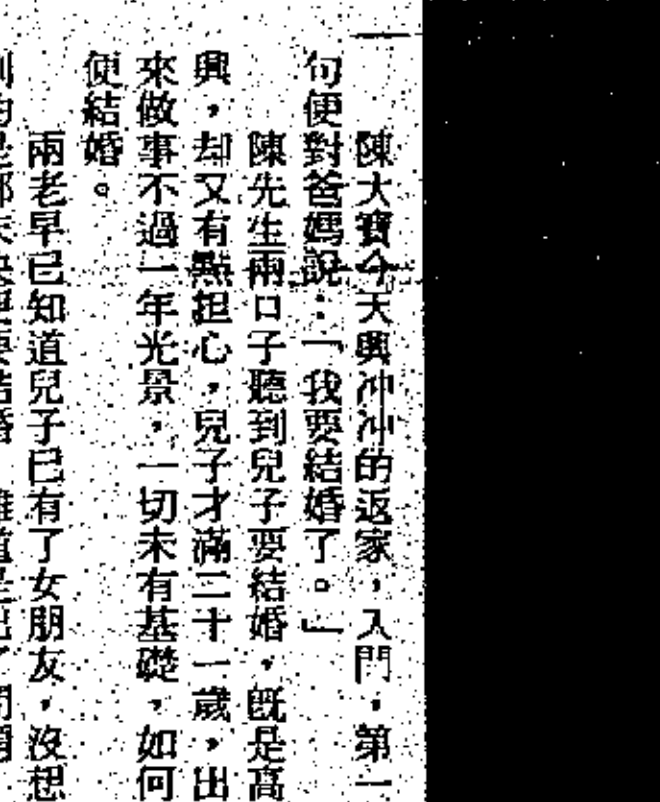 陳大寶今天興冲冲的返家，入門，第一
句便對爸媽說：「我要結婚了。」
陳先生兩口子聽到兒子要結婚，既是高
興，却又有點担心，兒子才滿二十一歲，出
來做事不過一年光景，一切未有基礎，如何
便結婚。
兩老早已知道兒子已有了女朋友，沒想